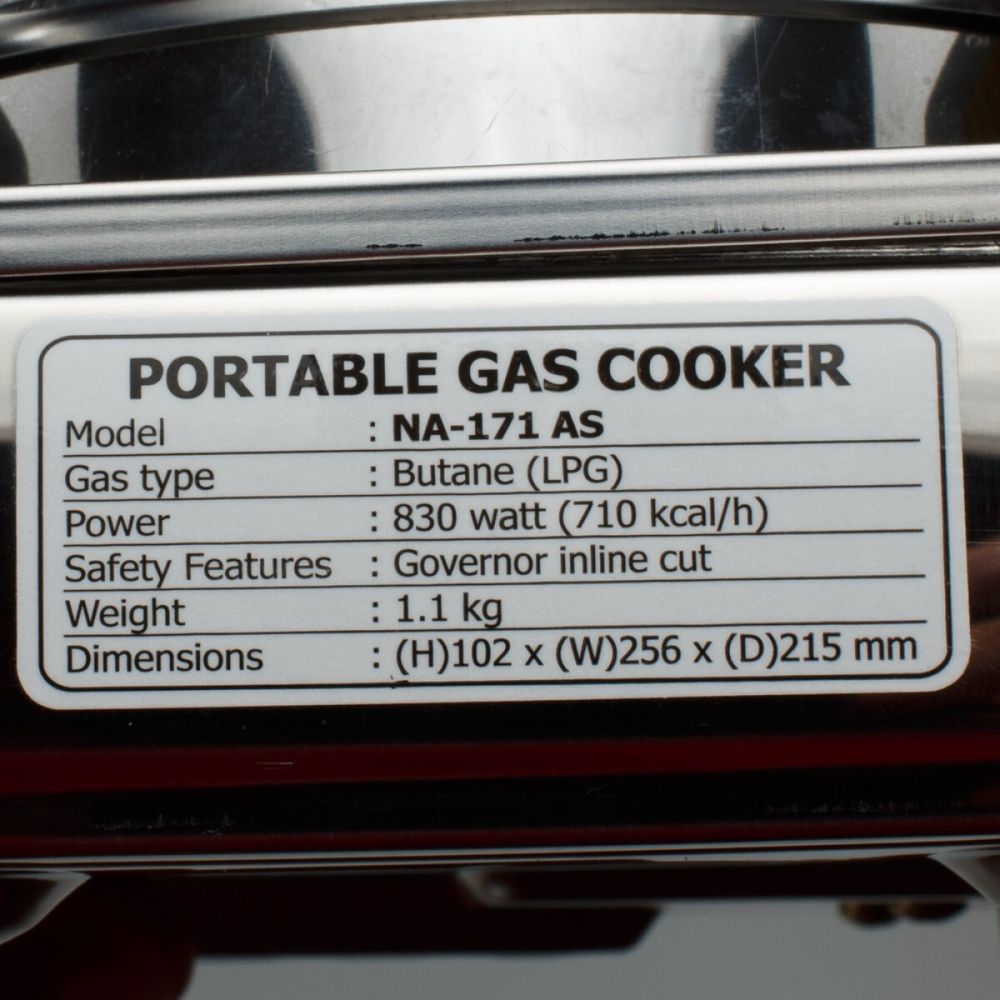 PORTABLE GAS COOKER
Model : NA-171 AS
Gas type : Butane (LPG)
Power : 830 watt (710 kcal/h)
Safety Features : Governor inline cut
Weight : 1.1 kg
Dimensions : (H)102 x (W)256 x (D)215 mm